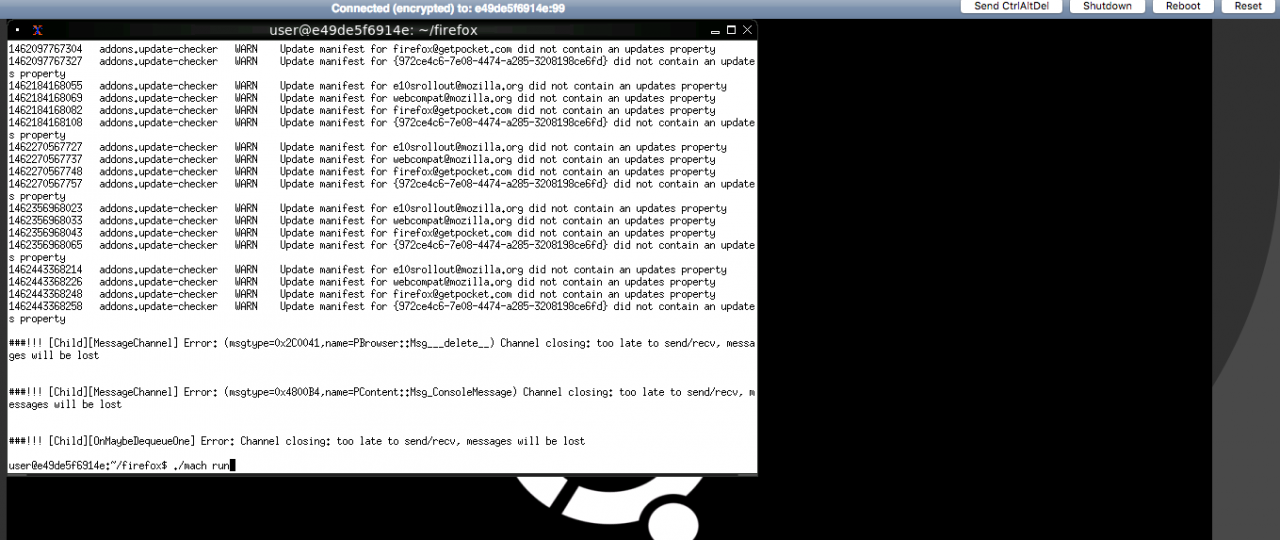 Connected (encrypted) to: e49de5f6914e:99
Send CtrlAltDel
Shutdown
Reboot
Reset
user@e49de5f6914e: ~/firefox
1462097767304 addons.update-checker WARN Update manifest for firefox@getpocket.com did not contain an updates property
1462097767327 addons.update-checker WARN Update manifest for {972ce4c6-7e08-4474-a285-3208198ce6fd} did not contain an update
s property
1462184168055 addons.update-checker WARN Update manifest for e10srollout@mozilla.org did not contain an updates property
1462184168069 addons.update-checker WARN Update manifest for webcompat@mozilla.org did not contain an updates property
1462184168082 addons.update-checker WARN Update manifest for firefox@getpocket.com did not contain an updates property
1462184168108 addons.update-checker WARN Update manifest for {972ce4c6-7e08-4474-a285-3208198ce6fd} did not contain an update
s property
1462270567727 addons.update-checker WARN Update manifest for e10srollout@mozilla.org did not contain an updates property
1462270567737 addons.update-checker WARN Update manifest for webcompat@mozilla.org did not contain an updates property
1462270567748 addons.update-checker WARN Update manifest for firefox@getpocket.com did not contain an updates property
1462270567757 addons.update-checker WARN Update manifest for {972ce4c6-7e08-4474-a285-3208198ce6fd} did not contain an update
s property
1462356968023 addons.update-checker WARN Update manifest for e10srollout@mozilla.org did not contain an updates property
1462356968033 addons.update-checker WARN Update manifest for webcompat@mozilla.org did not contain an updates property
1462356968043 addons.update-checker WARN Update manifest for firefox@getpocket.com did not contain an updates property
1462356968065 addons.update-checker WARN Update manifest for {972ce4c6-7e08-4474-a285-3208198ce6fd} did not contain an update
s property
1462443368214 addons.update-checker WARN Update manifest for e10srollout@mozilla.org did not contain an updates property
1462443368226 addons.update-checker WARN Update manifest for webcompat@mozilla.org did not contain an updates property
1462443368248 addons.update-checker WARN Update manifest for firefox@getpocket.com did not contain an updates property
1462443368258 addons.update-checker WARN Update manifest for {972ce4c6-7e08-4474-a285-3208198ce6fd} did not contain an update
s property
###!!! [Child][MessageChannel] Error: (msgtype=0x2C0041,name=PBrowser::Msg___delete__) Channel closing: too late to send/recv, messa
ges will be lost
###!!! [Child][MessageChannel] Error: (msgtype=0x4800B4,name=PContent::Msg_ConsoleMessage) Channel closing: too late to send/recv, m
essages will be lost
###!!! [Child][OnMaybeDequeueOne] Error: Channel closing: too late to send/recv, messages will be lost
user@e49de5f6914e:~/firefox$ ./mach run